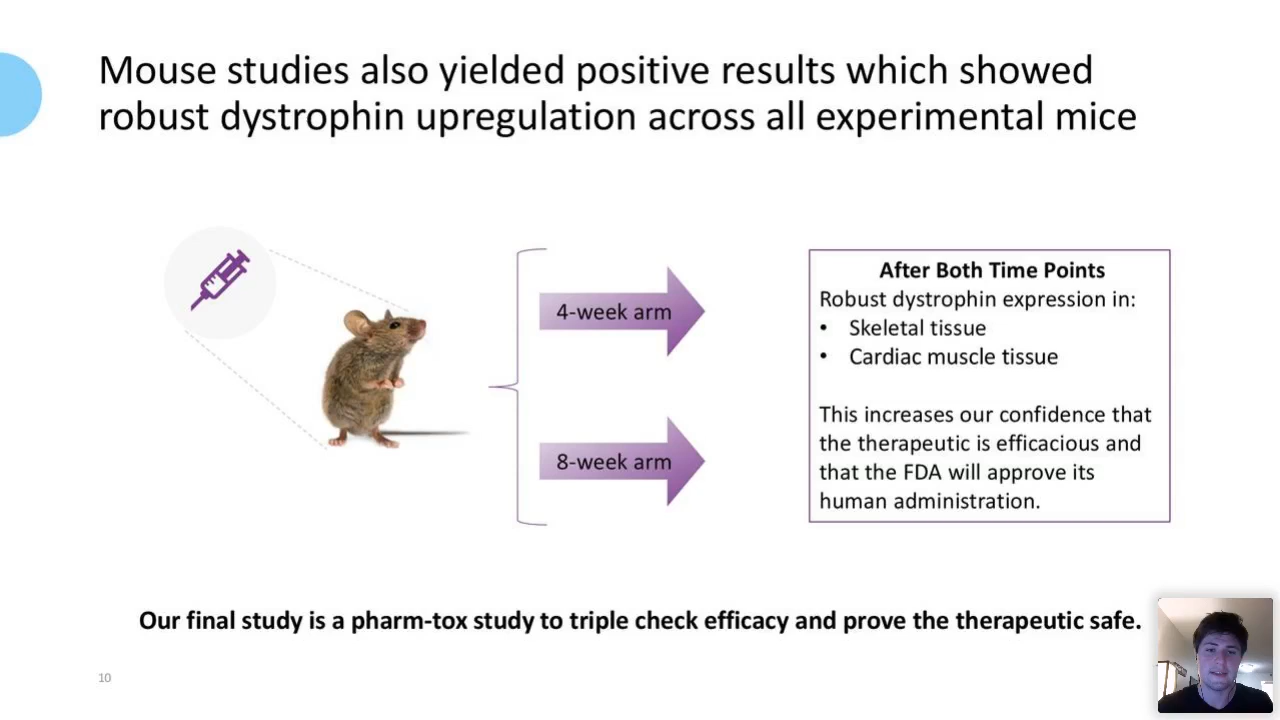 Mouse studies also yielded positive results which showed
robust dystrophin upregulation across all experimental mice
4-week arm
8-week arm
After Both Time Points
Robust dystrophin expression in:
• Skeletal tissue
• Cardiac muscle tissue
This increases our confidence that
the therapeutic is efficacious and
that the FDA will approve its
human administration.
Our final study is a pharm-tox study to triple check efficacy and prove the therapeutic safe.
10